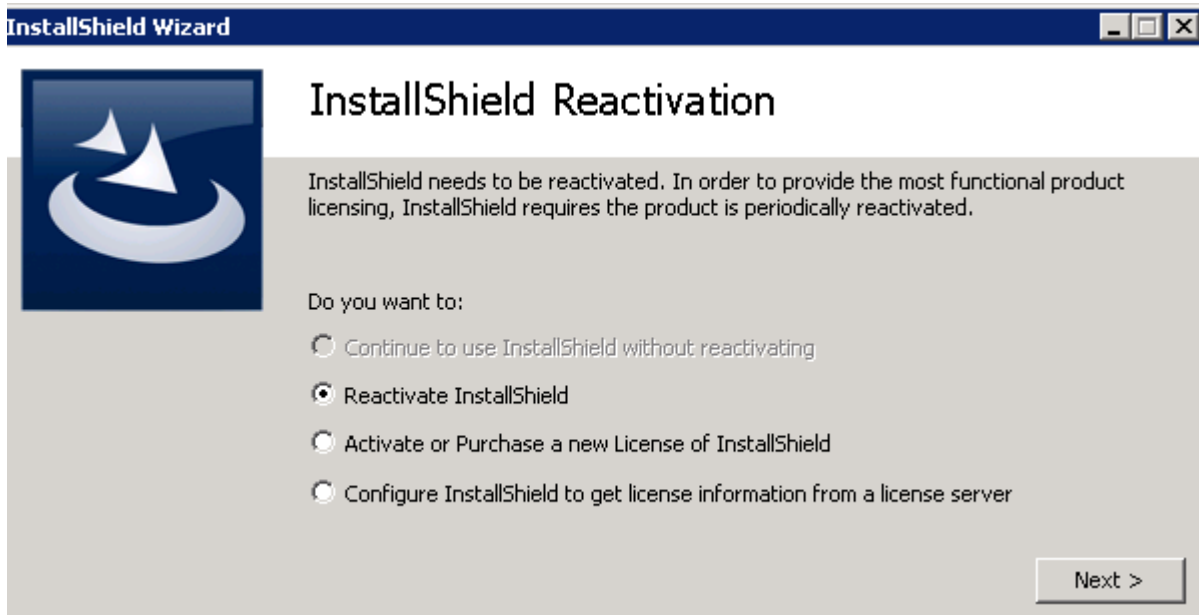 InstallShield Wizard
InstallShield Reactivation
InstallShield needs to be reactivated. In order to provide the most functional product
licensing, InstallShield requires the product is periodically reactivated.
Do you want to:
Continue to use InstallShield without reactivating
Reactivate InstallShield
Activate or Purchase a new License of InstallShield
Configure InstallShield to get license information from a license server
Next >